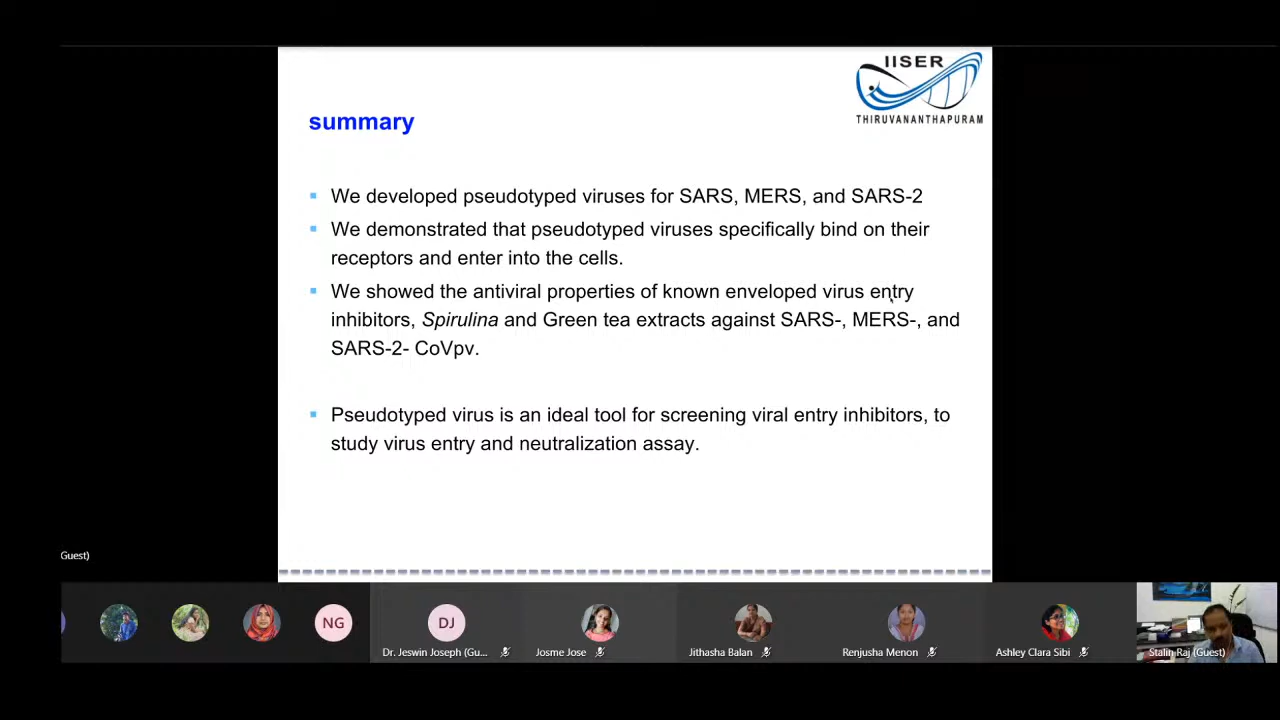 IISER
THIRUVANANTHAPURAM
summary
We developed pseudotyped viruses for SARS, MERS, and SARS-2
We demonstrated that pseudotyped viruses specifically bind on their
receptors and enter into the cells.
We showed the antiviral properties of known enveloped virus entry
inhibitors, Spirulina and Green tea extracts against SARS-, MERS-, and
SARS-2- CoVpv.
Pseudotyped virus is an ideal tool for screening viral entry inhibitors, to
study virus entry and neutralization assay.
Guest)
NG
DJ
Dr. Jeswin Joseph (Gu...
Josme Jose
Jithasha Balan
Renjusha Menon
Ashley Clara Sibi
Stalin Raj (Guest)